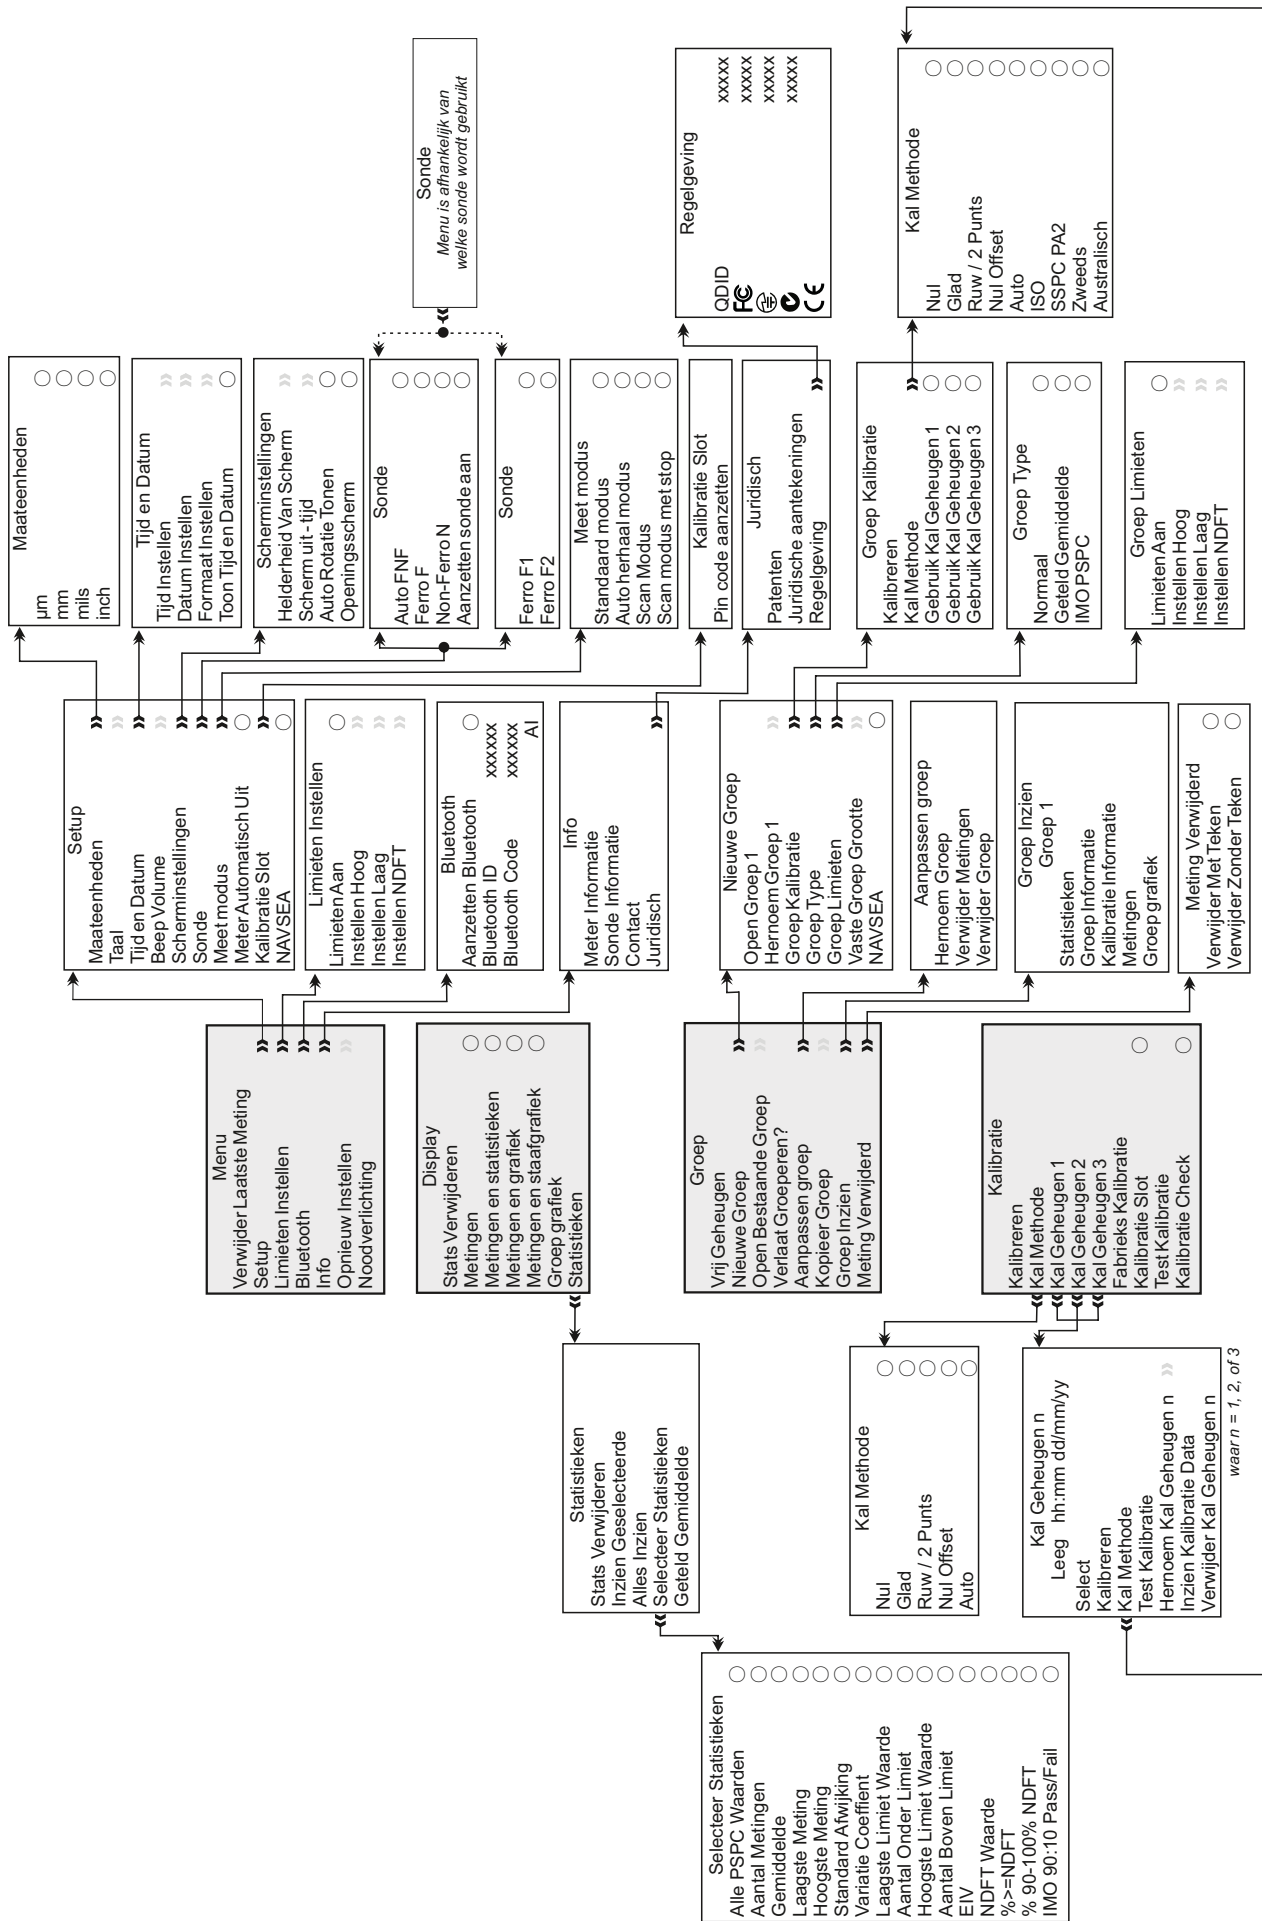 Selecteer Statistieken
Alle PSPC Waarden
Aantal Metingen
Gemiddelde
Laagste Meting
Hoogste Meting
Standard Afwijking
Variatie Coeffient
Laagste Limiet Waarde
Aantal Onder Limiet
Hoogste Limiet Waarde
Aantal Boven Limiet
EIV
NDFT Waarde
%>=NDFT
% 90-100% NDFT
IMO 90:10 Pass/Fail
Statistieken
Stats Verwijderen
Inzien Geselecteerde
Alles Inzien
Selecteer Statistieken
Geteld Gemiddelde
Kal Methode
Nul
Glad
Ruw / 2 Punts
Nul Offset
Auto
Kal Geheugen n
Leeg hh:mm dd/mm/yy
Select
Kalibreren
Kal Methode
Test Kalibratie
Hernoem Kal Geheugen n
Inzien Kalibratie Data
Verwijder Kal Geheugen n
waar n = 1, 2, of 3
Menu
Verwijder Laatste Meting
Setup
Limieten Instellen
Bluetooth
Info
Opnieuw Instellen
Noodverlichting
Display
Stats Verwijderen
Metingen
Metingen en statistieken
Metingen en grafiek
Metingen en staafgrafiek
Groep grafiek
Statistieken
Groep
Vrij Geheugen
Nieuwe Groep
Open Bestaande Groep
Verlaat Groeperen?
Aanpassen groep
Kopieer Groep
Groep Inzien
Meting Verwijderd
Kalibratie
Kalibreren
Kal Methode
Kal Geheugen 1
Kal Geheugen 2
Kal Geheugen 3
Fabrieks Kalibratie
Kalibratie Slot
Test Kalibratie
Kalibratie Check
Setup
Maateenheden
Taal
Tijd en Datum
Beep Volume
Scherminstellingen
Sonde
Meet modus
Meter Automatisch Uit
Kalibratie Slot
NAVSEA
Limieten Instellen
Limieten Aan
Instellen Hoog
Instellen Laag
Instellen NDFT
Bluetooth
Aanzetten Bluetooth
Bluetooth ID xxxxxx
Bluetooth Code xxxxxx
AI
Info
Meter Informatie
Sonde Informatie
Contact
Juridisch
Nieuwe Groep
Open Groep 1
Hernoem Groep 1
Groep Kalibratie
Groep Type
Groep Limieten
Vaste Groep Grootte
NAVSEA
Aanpassen groep
Hernoem Groep
Verwijder Metingen
Verwijder Groep
Groep Inzien
Groep 1
Statistieken
Groep Informatie
Kalibratie Informatie
Metingen
Groep grafiek
Meting Verwijderd
Verwijder Met Teken
Verwijder Zonder Teken
Maateenheden
µm
mm
mils
inch
Tijd en Datum
Tijd Instellen
Datum Instellen
Formaat Instellen
Toon Tijd en Datum
Scherminstellingen
Helderheid Van Scherm
Scherm uit - tijd
Auto Rotatie Tonen
Openingsscherm
Sonde
Auto FNF
Ferro F
Non-Ferro N
Aanzetten sonde aan
Sonde
Ferro F1
Ferro F2
Meet modus
Standaard modus
Auto herhaal modus
Scan Modus
Scan modus met stop
Kalibratie Slot
Pin code aanzetten
Juridisch
Patenten
Juridische aantekeningen
Regelgeving
Groep Kalibratie
Kalibreren
Kal Methode
Gebruik Kal Geheugen 1
Gebruik Kal Geheugen 2
Gebruik Kal Geheugen 3
Groep Type
Normaal
Geteld Gemiddelde
IMO PSPC
Groep Limieten
Limieten Aan
Instellen Hoog
Instellen Laag
Instellen NDFT
Sonde
Menu is afhankelijk van
welke sonde wordt gebruikt
Regelgeving
QDID xxxxx
FC xxxxx
xxxxx
CE xxxxx
Kal Methode
Nul
Glad
Ruw / 2 Punts
Nul Offset
Auto
ISO
SSPC PA2
Zweeds
Australisch